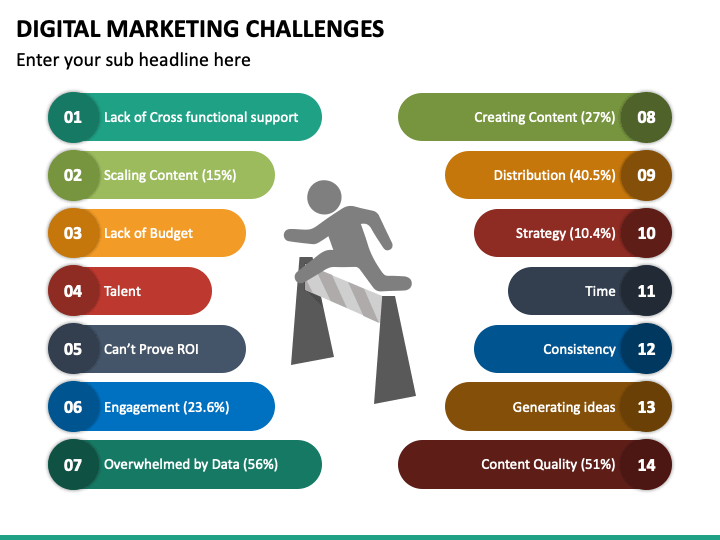 DIGITAL MARKETING CHALLENGES
Enter your sub headline here
01 Lack of Cross functional support
02 Scaling Content (15%)
03 Lack of Budget
04 Talent
05 Can’t Prove ROI
06 Engagement (23.6%)
07 Overwhelmed by Data (56%)
Creating Content (27%) 08
Distribution (40.5%) 09
Strategy (10.4%) 10
Time 11
Consistency 12
Generating ideas 13
Content Quality (51%) 14